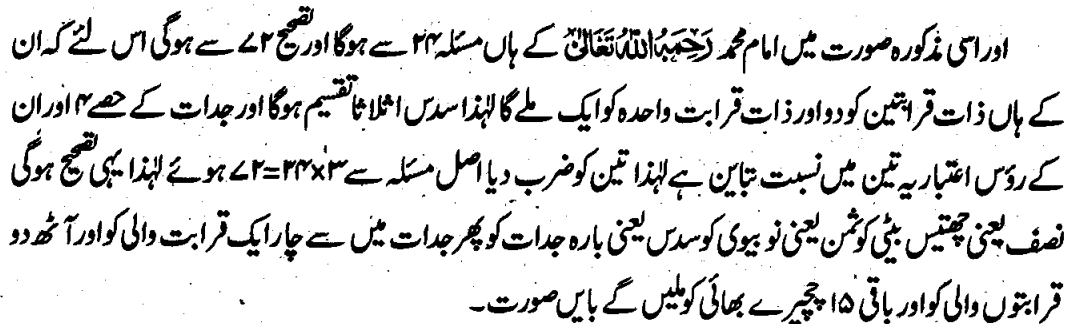 اور اسی مذکورہ صورت میں امام محمد رَحِمَهُ اللّٰهُ تَعَالٰى کے ہاں مسئلہ ۲۴ سے ہوگا اور تصحیح ۷۲ سے ہوگی اس لئے کہ ان
کے ہاں ذات قرابتین کو دو اور ذات قرابت واحدہ کو ایک ملے گا لہٰذا سدس اثلاثا تقسیم ہوگا اور جدات کے حصے ۴ اور ان
کے رؤس اعتباریہ تین میں نسبت تباین ہے لہٰذا تین کو ضرب دیا اصل مسئلہ سے ۳×۲۴=۷۲ ہوئے لہٰذا یہی تصحیح ہوگی
نصف یعنی چھتیس بیٹی کو ثمن یعنی نو بیوی کو سدس یعنی بارہ جدات کو پھر جدات میں سے چار ایک قرابت والی کو اور آٹھ دو
قرابتوں والی کو اور باقی ۱۵ چچیرے بھائی کو ملیں گے بایں صورت۔